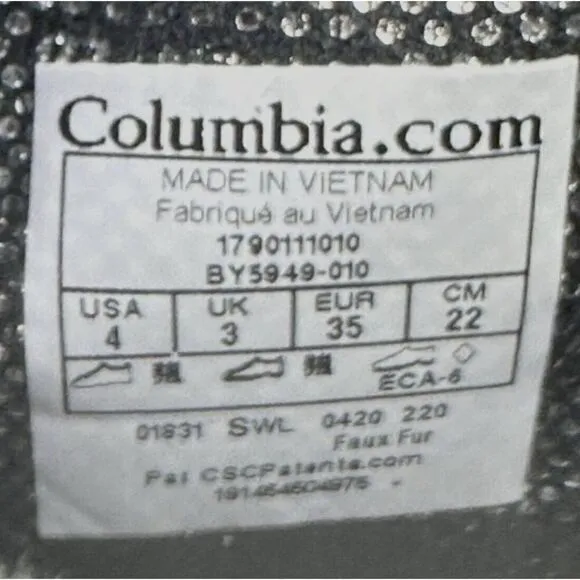 Columbia.com
MADE IN VIETNAM
Fabriqué au Vietnam
1790111010
BY5949-010
USA UK EUR CM
4 3 35 22
ECA-6
01831 SWL 0420 220
Faux Fur
Pat CSCPatents.com